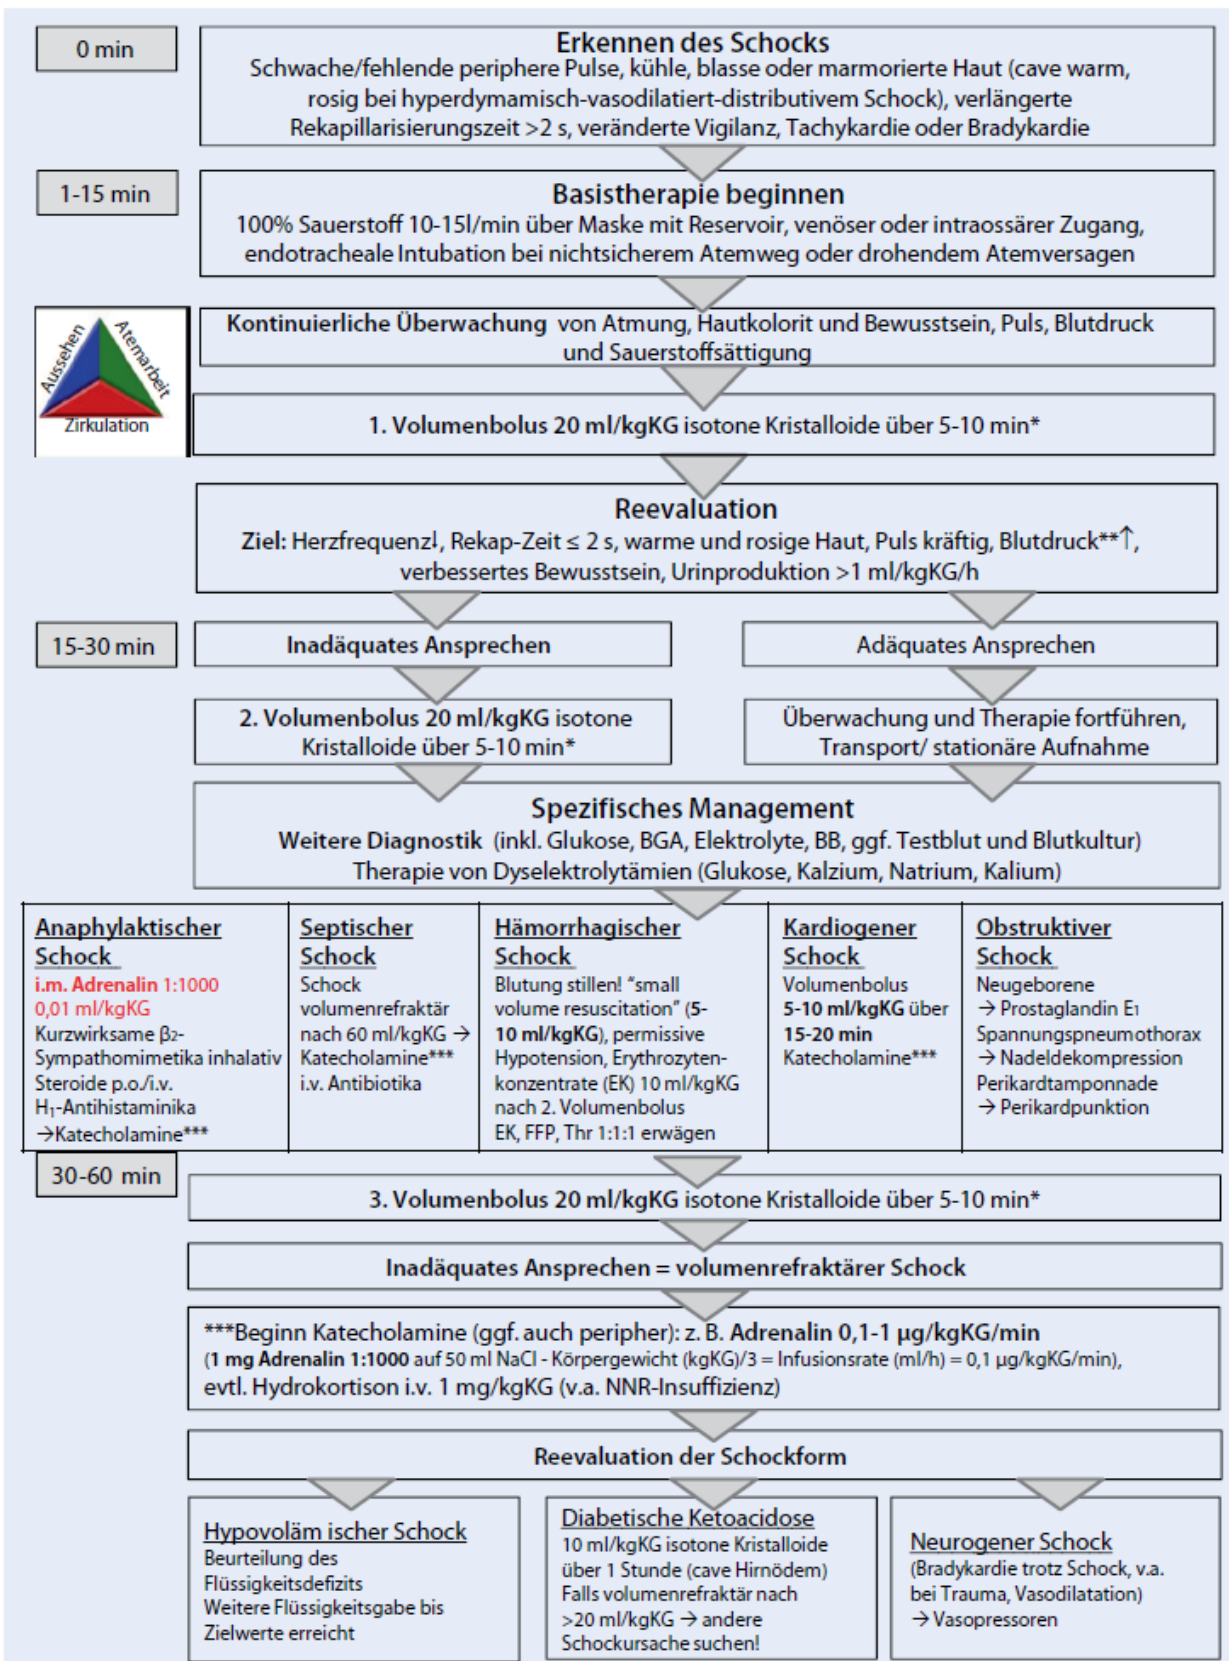 0 min
Erkennen des Schocks
Schwache/fehlende periphere Pulse, kühle, blasse oder marmorierte Haut (cave warm,
rosig bei hyperdymamisch-vasodilatiert-distributivem Schock), verlängerte
Rekapillarisierungszeit >2 s, veränderte Vigilanz, Tachykardie oder Bradykardie
1-15 min
Basistherapie beginnen
100% Sauerstoff 10-15l/min über Maske mit Reservoir, venöser oder intraossärer Zugang,
endotracheale Intubation bei nichtsicherem Atemweg oder drohendem Atemversagen
Aussehen
Atemarbeit
Zirkulation
Kontinuierliche Überwachung von Atmung, Hautkolorit und Bewusstsein, Puls, Blutdruck
und Sauerstoffsättigung
1. Volumenbolus 20 ml/kgKG isotone Kristalloide über 5-10 min*
Reevaluation
Ziel: Herzfrequenz↓, Rekap-Zeit ≤ 2 s, warme und rosige Haut, Puls kräftig, Blutdruck**↑,
verbessertes Bewusstsein, Urinproduktion >1 ml/kgKG/h
15-30 min
Inadäquates Ansprechen
Adäquates Ansprechen
2. Volumenbolus 20 ml/kgKG isotone
Kristalloide über 5-10 min*
Überwachung und Therapie fortführen,
Transport/ stationäre Aufnahme
Spezifisches Management
Weitere Diagnostik (inkl. Glukose, BGA, Elektrolyte, BB, ggf. Testblut und Blutkultur)
Therapie von Dyselektrolytämien (Glukose, Kalzium, Natrium, Kalium)
Anaphylaktischer
Schock
i.m. Adrenalin 1:1000
0,01 ml/kgKG
Kurzwirksame β2-
Sympathomimetika inhalativ
Steroide p.o./i.v.
H1-Antihistaminika
→Katecholamine***
Septischer
Schock
Schock
volumenrefraktär
nach 60 ml/kgKG →
Katecholamine***
i.v. Antibiotika
Hämorrhagischer
Schock
Blutung stillen! "small
volume resuscitation" (5-
10 ml/kgKG), permissive
Hypotension, Erythrozyten-
konzentrate (EK) 10 ml/kgKG
nach 2. Volumenbolus
EK, FFP, Thr 1:1:1 erwägen
Kardiogener
Schock
Volumenbolus
5-10 ml/kgKG über
15-20 min
Katecholamine***
Obstruktiver
Schock
Neugeborene
→ Prostaglandin E1
Spannungspneumothorax
→ Nadeldekompression
Perikardtamponnade
→ Perikardpunktion
30-60 min
3. Volumenbolus 20 ml/kgKG isotone Kristalloide über 5-10 min*
Inadäquates Ansprechen = volumenrefraktärer Schock
***Beginn Katecholamine (ggf. auch peripher): z. B. Adrenalin 0,1-1 µg/kgKG/min
(1 mg Adrenalin 1:1000 auf 50 ml NaCl - Körpergewicht (kgKG)/3 = Infusionsrate (ml/h) = 0,1 µg/kgKG/min),
evtl. Hydrokortison i.v. 1 mg/kgKG (v.a. NNR-Insuffizienz)
Reevaluation der Schockform
Hypovoläm ischer Schock
Beurteilung des
Flüssigkeitsdefizits
Weitere Flüssigkeitsgabe bis
Zielwerte erreicht
Diabetische Ketoacidose
10 ml/kgKG isotone Kristalloide
über 1 Stunde (cave Hirnödem)
Falls volumenrefraktär nach
>20 ml/kgKG → andere
Schockursache suchen!
Neurogener Schock
(Bradykardie trotz Schock, v.a.
bei Trauma, Vasodilatation)
→ Vasopressoren